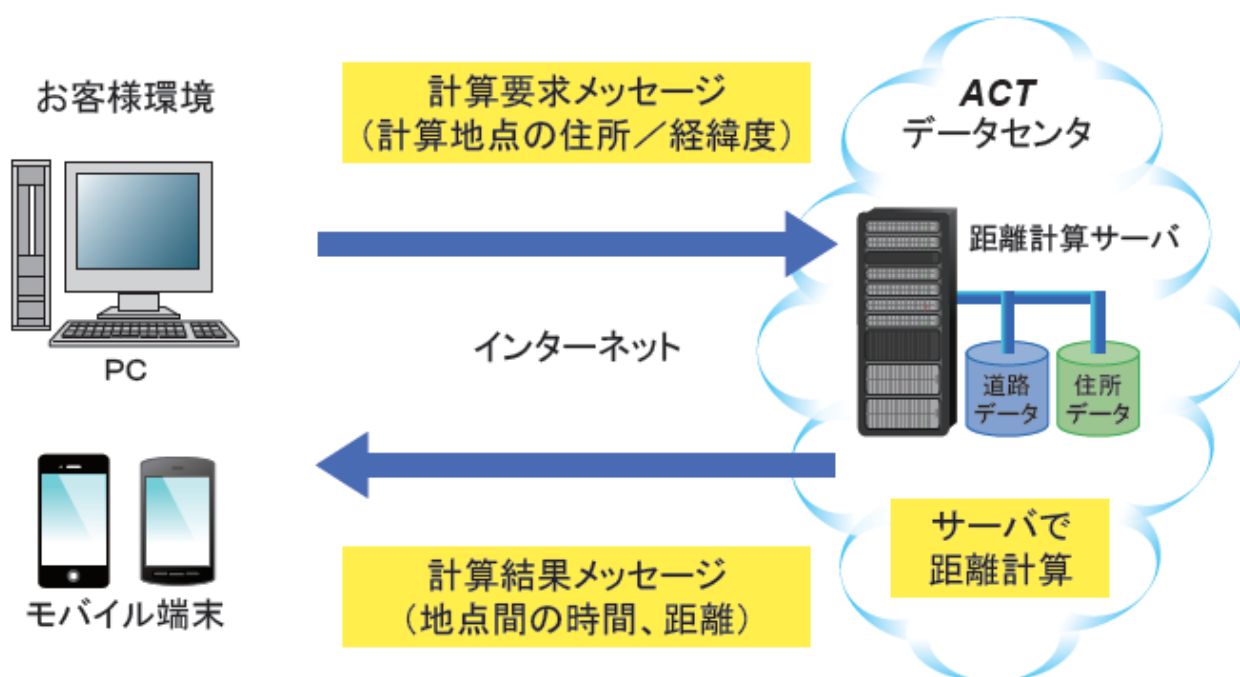 お客様環境
PC
モバイル端末
計算要求メッセージ
（計算地点の住所／経緯度）
インターネット
計算結果メッセージ
（地点間の時間、距離）
ACT
データセンタ
距離計算サーバ
道路
データ
住所
データ
サーバで
距離計算